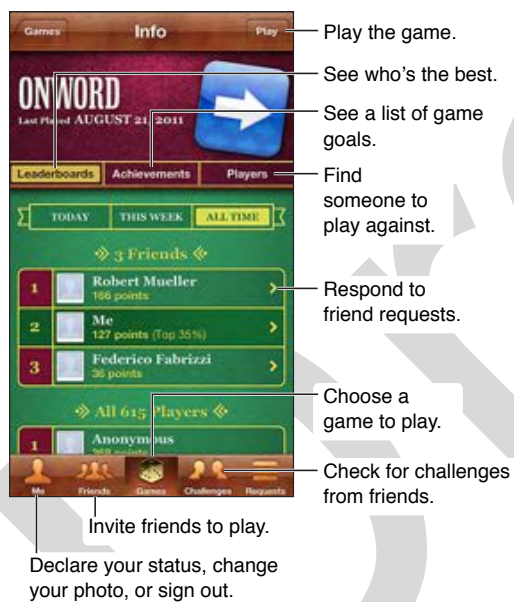 Games
Info
Play
Play the game.
ONWORD
Last Played AUGUST 21, 2011
See who's the best.
See a list of game
goals.
Leaderboards
Achievements
Players
Find
someone to
play against.
TODAY
THIS WEEK
ALL TIME
3 Friends
1
Robert Mueller
166 points
Respond to
friend requests.
2
Me
127 points (Top 35%)
3
Federico Fabrizzi
36 points
Choose a
game to play.
All 615 Players
1
Anonymous
points
Check for challenges
from friends.
Me
Friends
Games
Challenges
Requests
Invite friends to play.
Declare your status, change
your photo, or sign out.